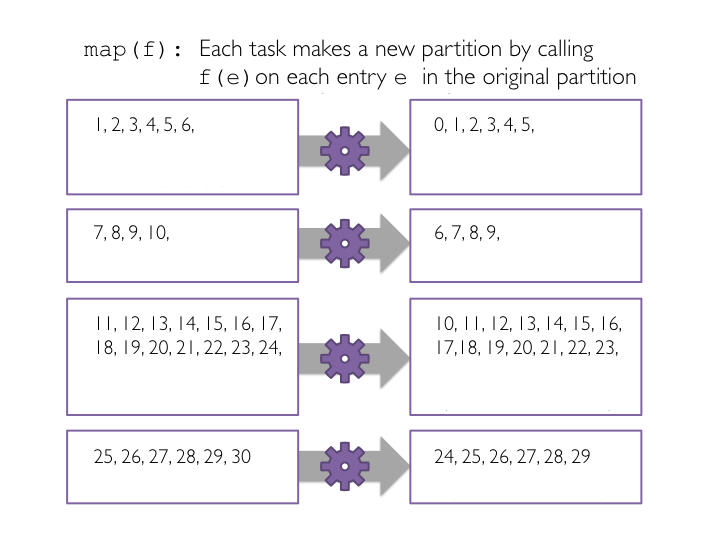 map(f): Each task makes a new partition by calling
f(e) on each entry e in the original partition
1, 2, 3, 4, 5, 6,
0, 1, 2, 3, 4, 5,
7, 8, 9, 10,
6, 7, 8, 9,
11, 12, 13, 14, 15, 16, 17,
18, 19, 20, 21, 22, 23, 24,
10, 11, 12, 13, 14, 15, 16,
17,18, 19, 20, 21, 22, 23,
25, 26, 27, 28, 29, 30
24, 25, 26, 27, 28, 29